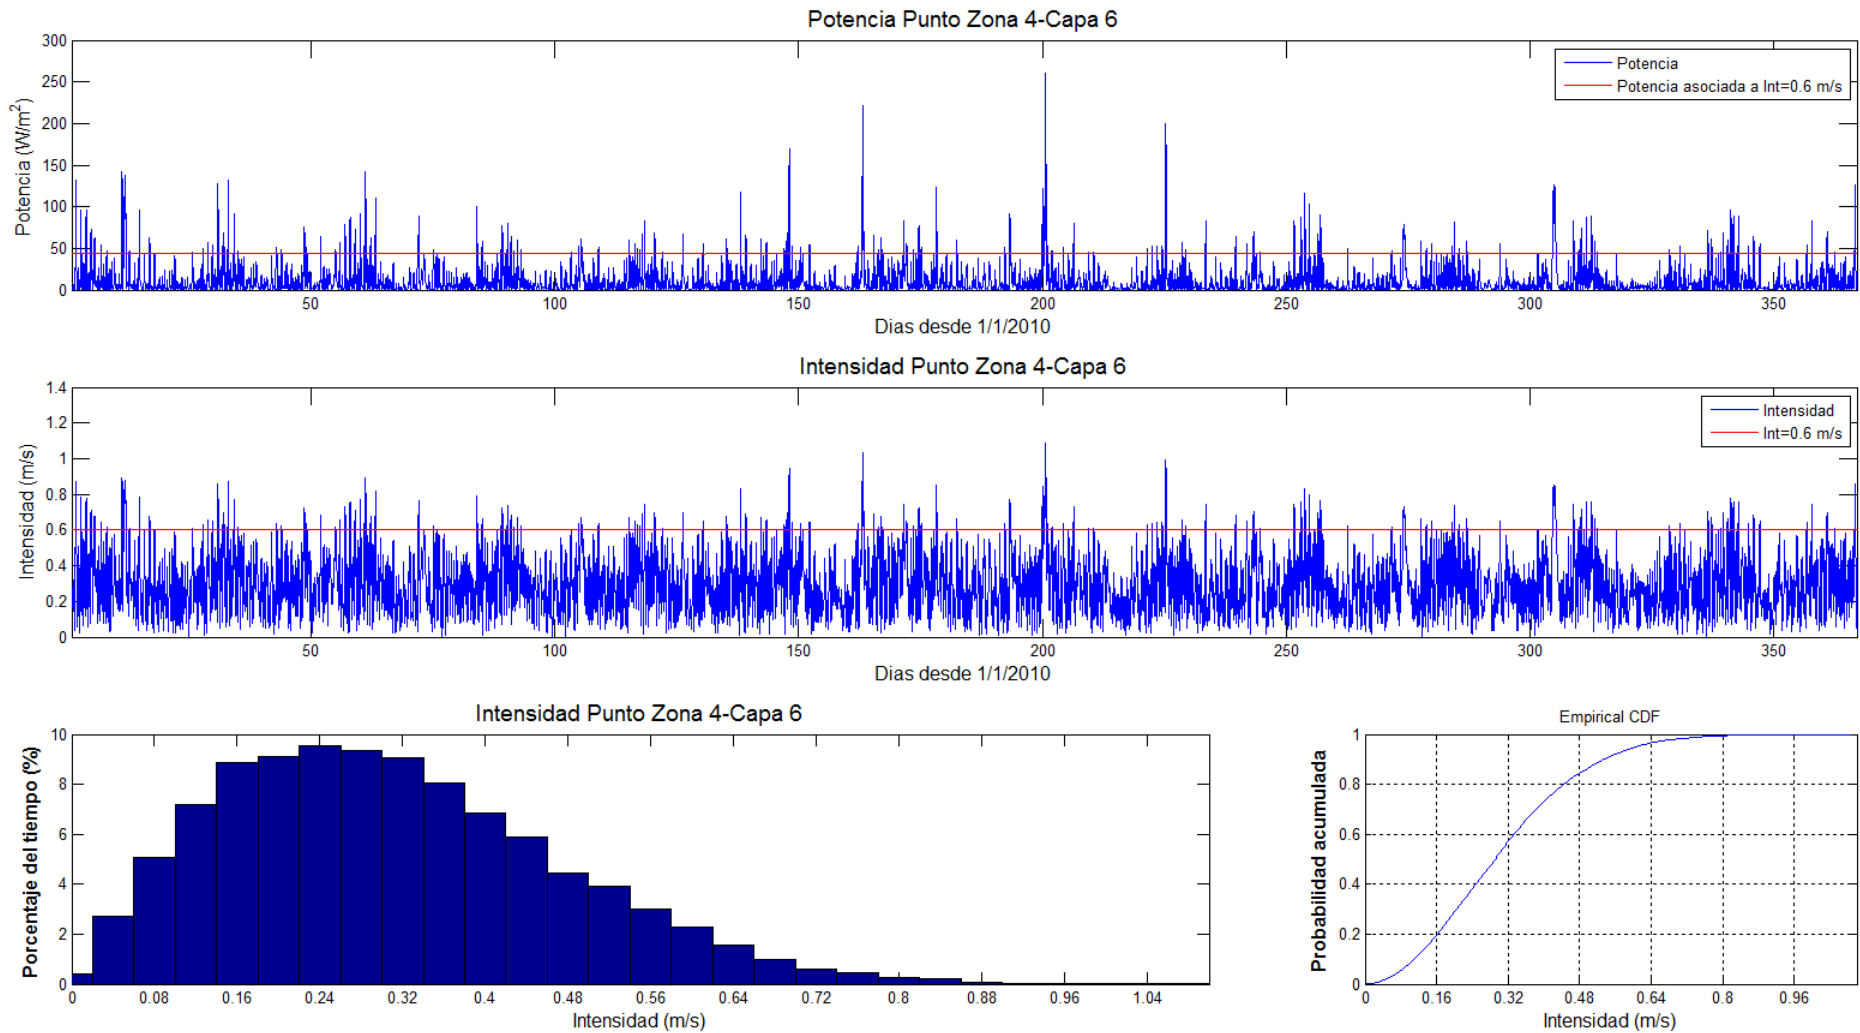 Potencia Punto Zona 4-Capa 6
300
250
200
150
100
50
0
Potencia (W/m²)
Potencia
Potencia asociada a Int=0.6 m/s
50 100 150 200 250 300 350
Dias desde 1/1/2010
Intensidad Punto Zona 4-Capa 6
1.4
1.2
1
0.8
0.6
0.4
0.2
0
Intensidad (m/s)
Intensidad
Int=0.6 m/s
50 100 150 200 250 300 350
Dias desde 1/1/2010
Intensidad Punto Zona 4-Capa 6
10
8
6
4
2
0
Porcentaje del tiempo (%)
0 0.08 0.16 0.24 0.32 0.4 0.48 0.56 0.64 0.72 0.8 0.88 0.96 1.04
Intensidad (m/s)
Empirical CDF
1
0.8
0.6
0.4
0.2
0
Probabilidad acumulada
0 0.16 0.32 0.48 0.64 0.8 0.96
Intensidad (m/s)